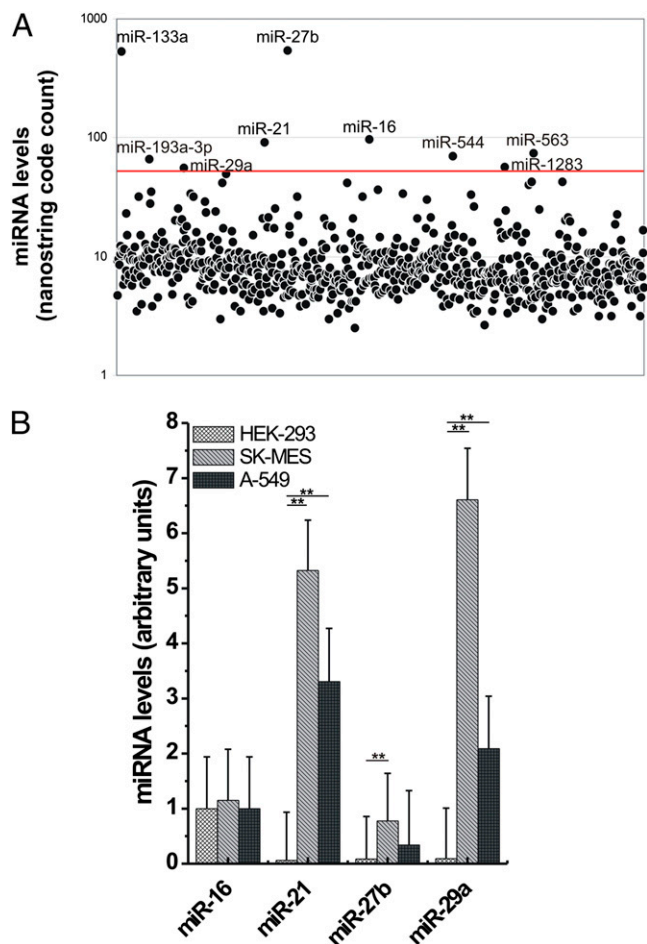 A
1000
100
10
1
miRNA levels
(nanostring code count)
miR-133a
miR-27b
miR-21
miR-16
miR-193a-3p
miR-29a
miR-544
miR-563
miR-1283
B
8
7
6
5
4
3
2
1
0
miRNA levels (arbitrary units)
HEK-293
SK-MES
A-549
**
**
**
**
**
miR-16
miR-21
miR-27b
miR-29a